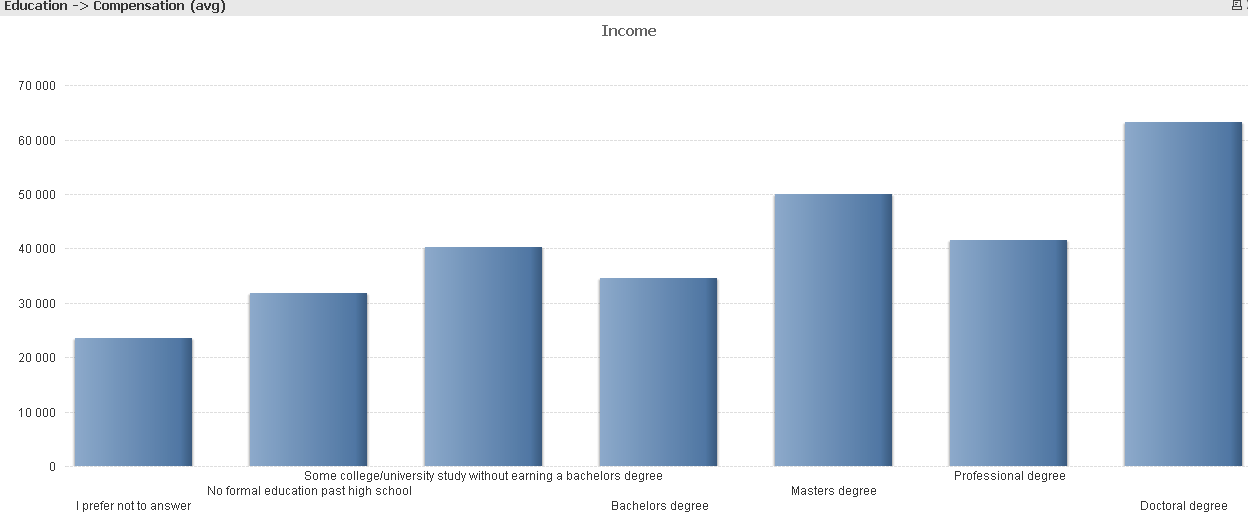 Education -> Compensation (avg)
Income
70 000
60 000
50 000
40 000
30 000
20 000
10 000
0
Some college/university study without earning a bachelors degree
Professional degree
No formal education past high school
Masters degree
I prefer not to answer
Bachelors degree
Doctoral degree